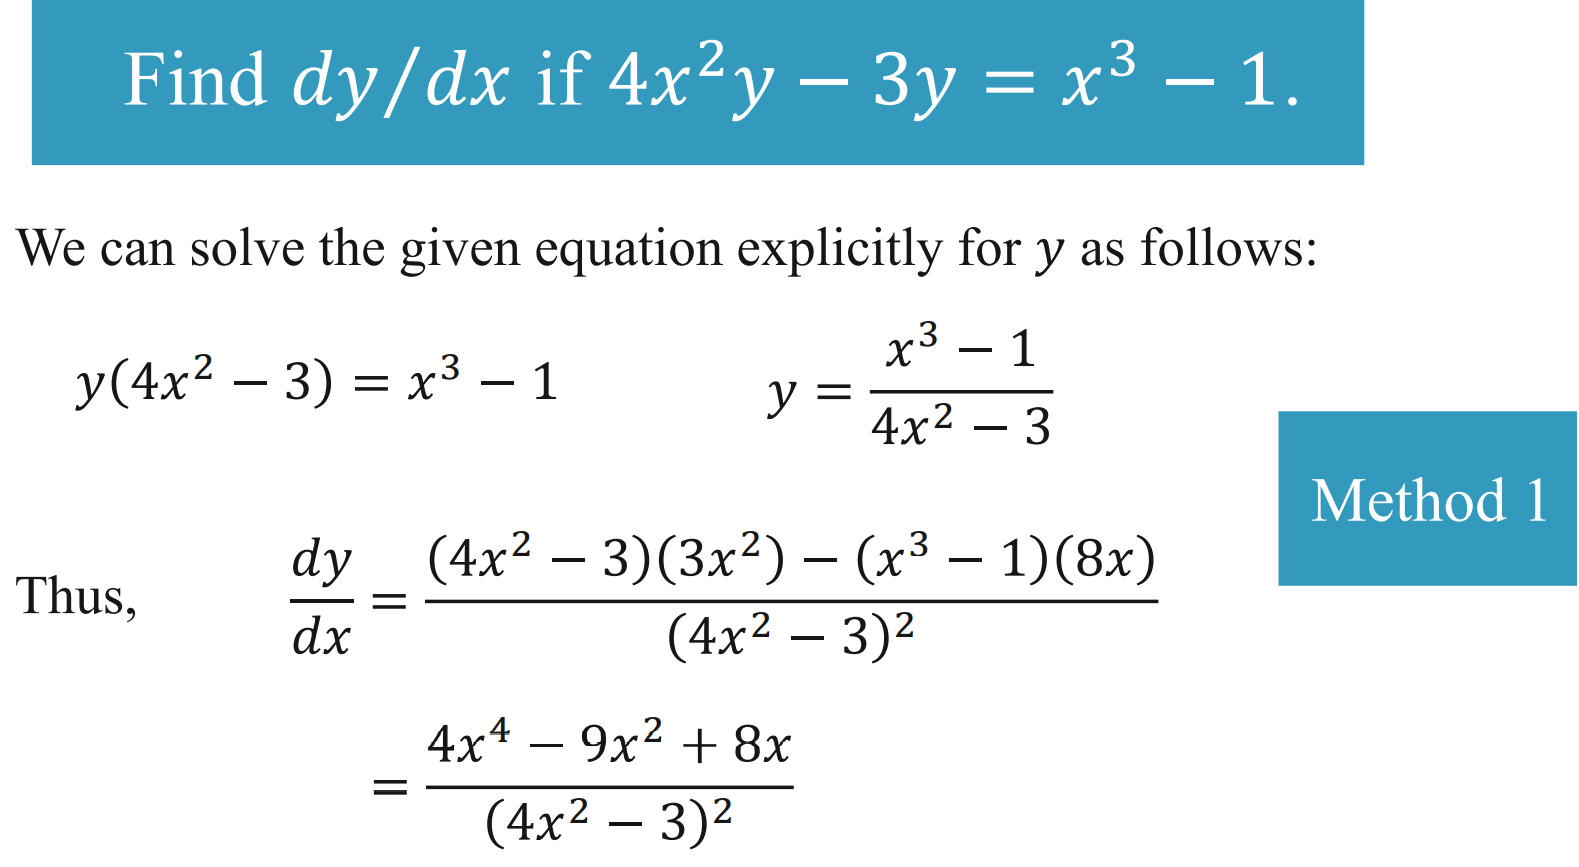 Find dy/dx if 4x² y − 3y = x³ − 1.
We can solve the given equation explicitly for y as follows:
y(4x² − 3) = x³ − 1
y = (x³ − 1)/(4x² − 3)
Method 1
Thus, dy/dx = ((4x² − 3)(3x²) − (x³ − 1)(8x))/(4x² − 3)²
= (4x⁴ − 9x² + 8x)/(4x² − 3)²